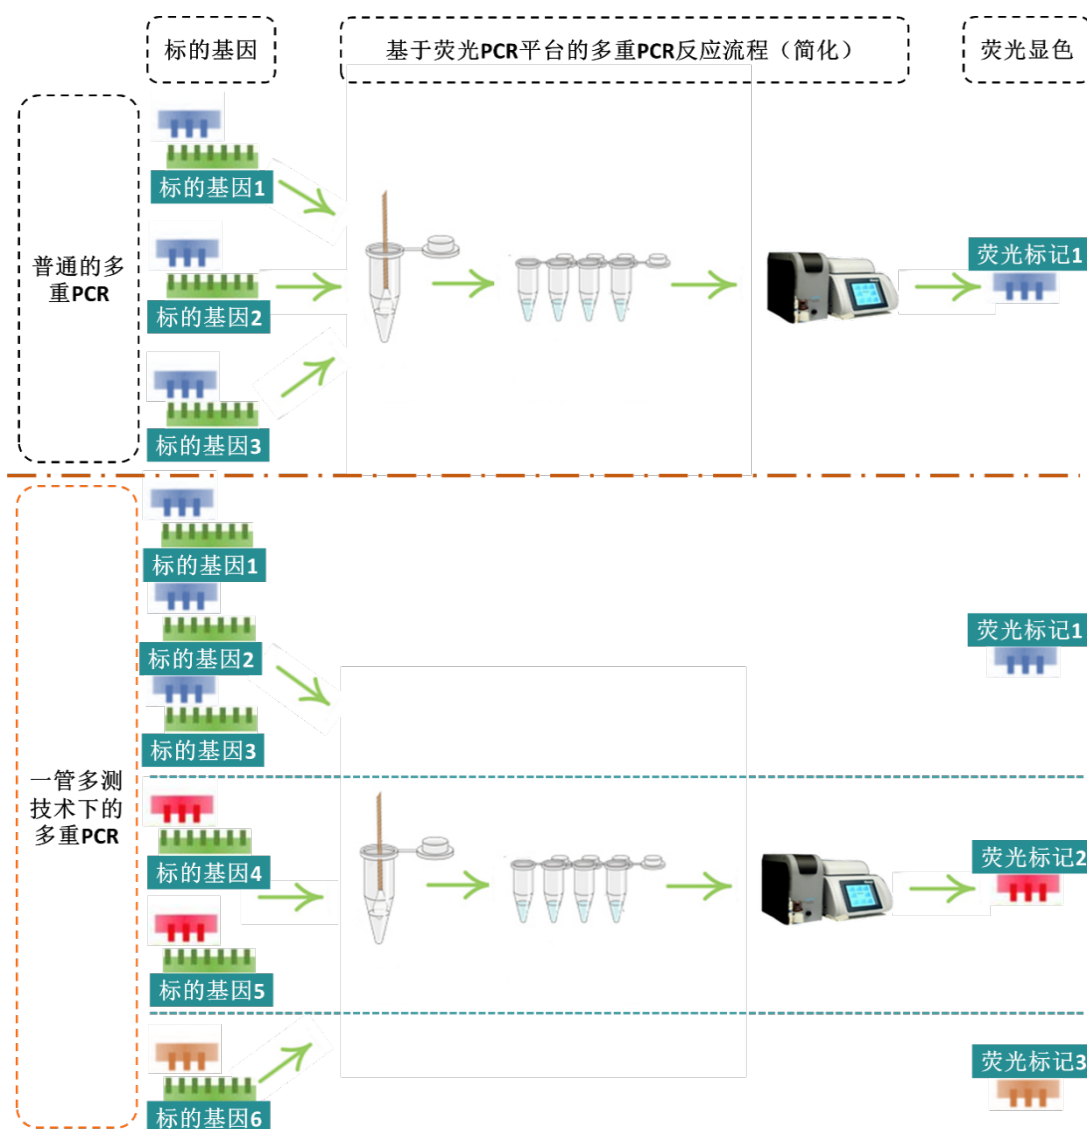 标的基因
基于荧光PCR平台的多重PCR反应流程（简化）
荧光显色
普通的多
重PCR
标的基因1
标的基因2
标的基因3
荧光标记1
一管多测
技术下的
多重PCR
标的基因1
标的基因2
标的基因3
荧光标记1
标的基因4
标的基因5
荧光标记2
标的基因6
荧光标记3